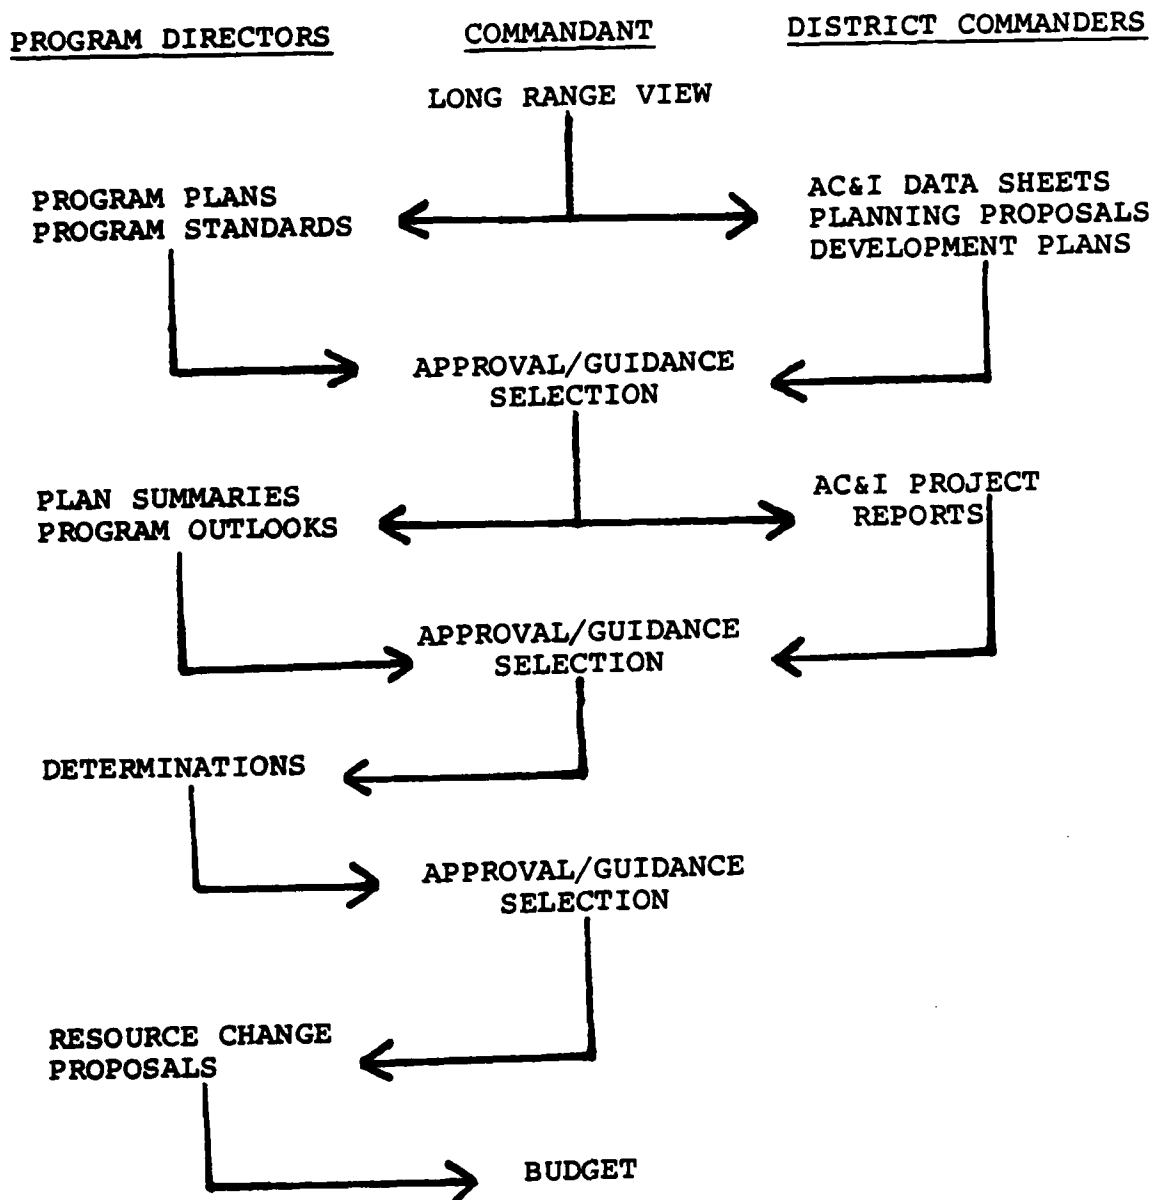 PROGRAM DIRECTORS
COMMANDANT
DISTRICT COMMANDERS
LONG RANGE VIEW
PROGRAM PLANS
PROGRAM STANDARDS
AC&I DATA SHEETS
PLANNING PROPOSALS
DEVELOPMENT PLANS
APPROVAL/GUIDANCE
SELECTION
PLAN SUMMARIES
PROGRAM OUTLOOKS
AC&I PROJECT
REPORTS
APPROVAL/GUIDANCE
SELECTION
DETERMINATIONS
APPROVAL/GUIDANCE
SELECTION
RESOURCE CHANGE
PROPOSALS
BUDGET